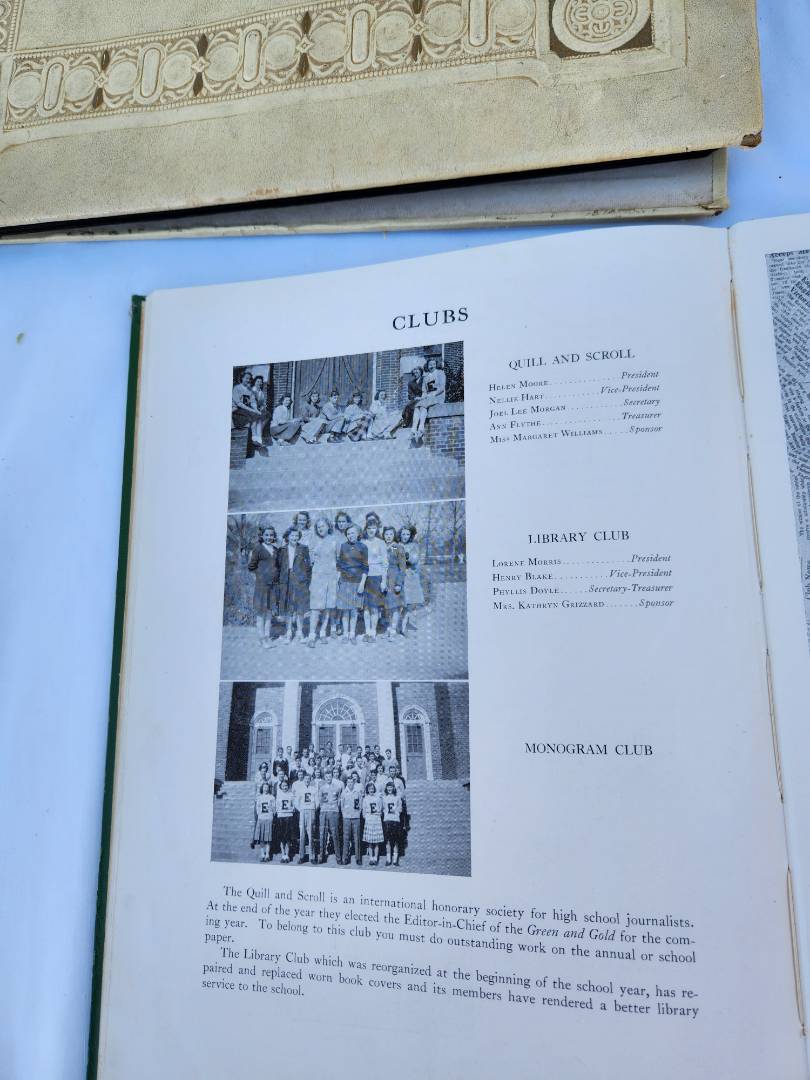 CLUBS
QUILL AND SCROLL
HELEN MOORE...............President
NELLIE HART............Vice-President
JOEL LEE MORGAN ............Secretary
ANN FLYTHE..................Treasurer
MISS MARGARET WILLIAMS.....Sponsor
LIBRARY CLUB
LORENE MORRIS...............President
HENRY BLAKE............Vice-President
PHYLLIS DOYLE......Secretary-Treasurer
MRS. KATHRYN GRIZZARD.......Sponsor
MONOGRAM CLUB
E E E E E E E
The Quill and Scroll is an international honorary society for high school journalists.
At the end of the year they elected the Editor-in-Chief of the Green and Gold for the com-
ing year. To belong to this club you must do outstanding work on the annual or school
paper.
The Library Club which was reorganized at the beginning of the school year, has re-
paired and replaced worn book covers and its members have rendered a better library
service to the school.